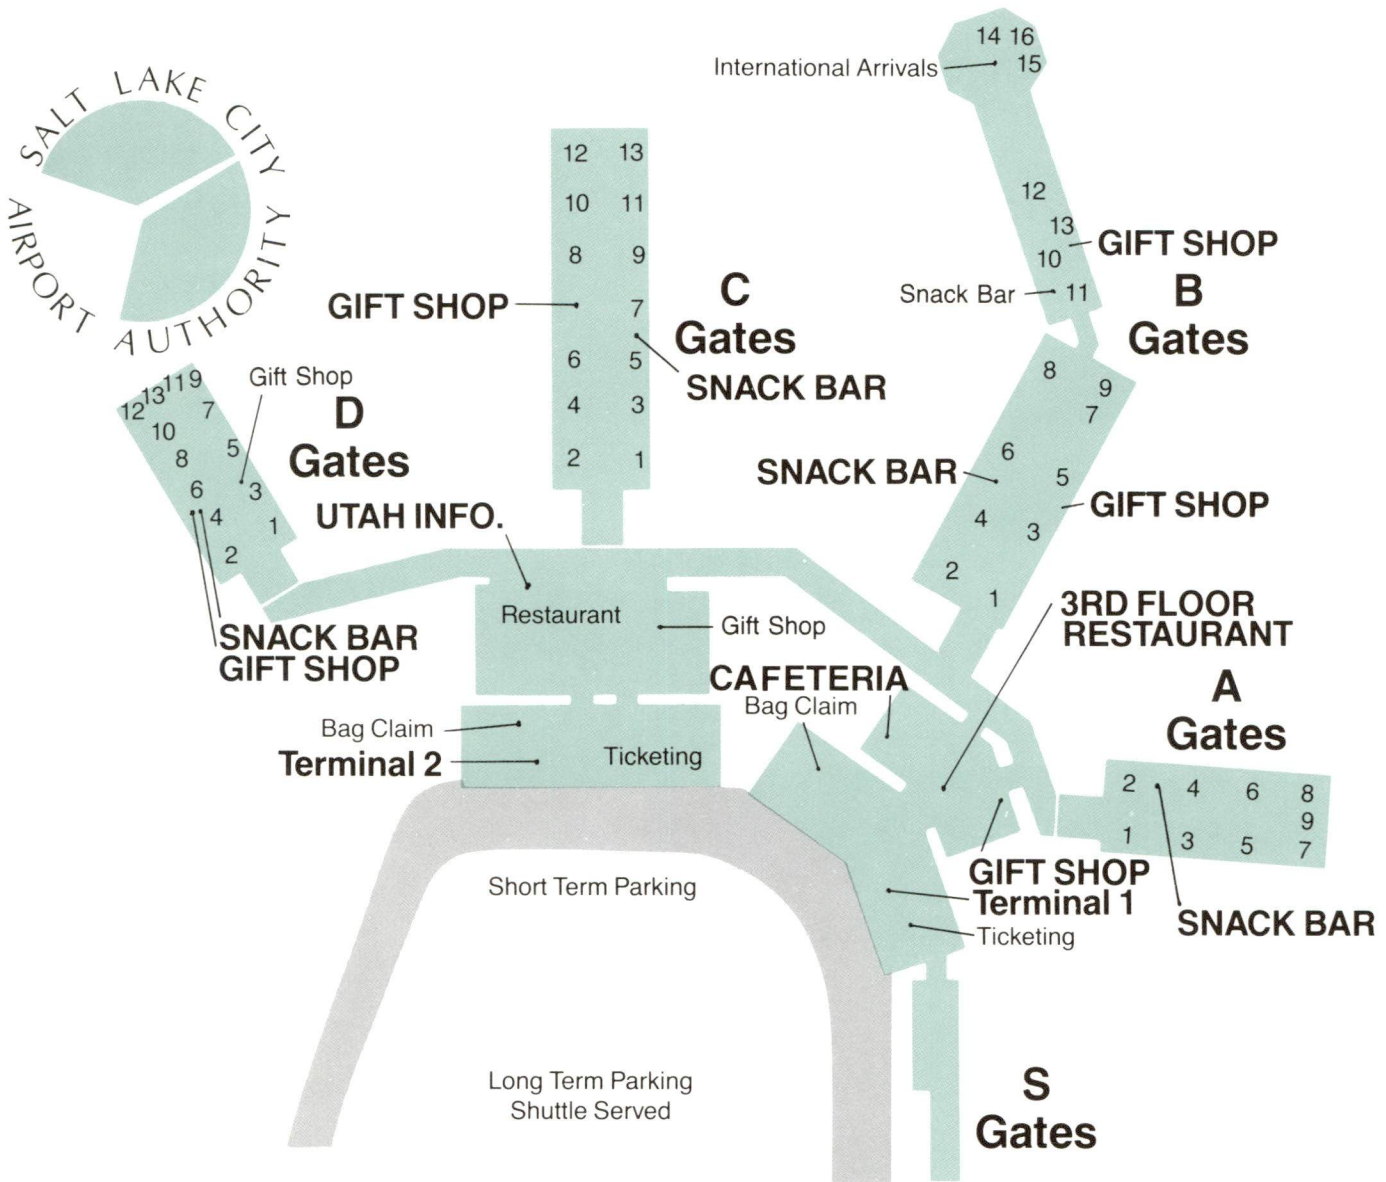 SALT LAKE CITY
AIRPORT AUTHORITY
14 16
International Arrivals
15
12 13
10 11
8 9
GIFT SHOP
7
6 5
4 3
2 1
C
Gates
SNACK BAR
12
13
GIFT SHOP
10
Snack Bar
11
B
Gates
8
9
7
6
SNACK BAR
5
GIFT SHOP
4
3
2
1
13 11 9
12
7
10
5
8
6
3
4
1
2
Gift Shop
D
Gates
UTAH INFO.
SNACK BAR
GIFT SHOP
Restaurant
Gift Shop
Bag Claim
Terminal 2
Ticketing
3RD FLOOR
RESTAURANT
CAFETERIA
Bag Claim
A
Gates
2 4 6 8
9
1 3 5 7
GIFT SHOP
Terminal 1
Ticketing
SNACK BAR
Short Term Parking
Long Term Parking
Shuttle Served
S
Gates